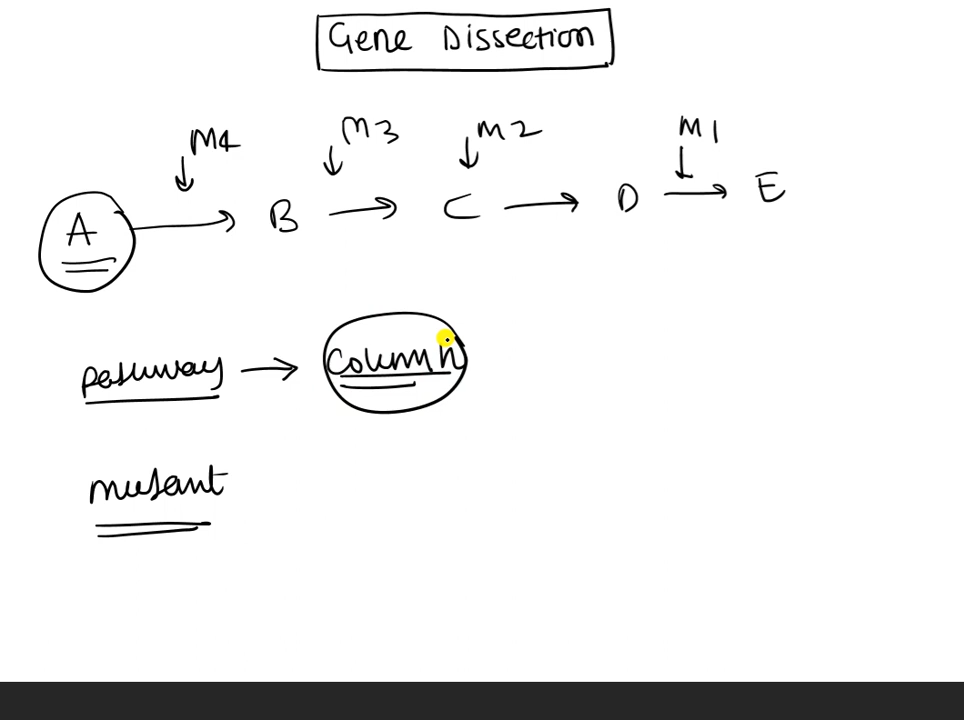 Gene Dissection
M4 M3 M2 M1
A → B → C → D → E
pathway → Column
mutant